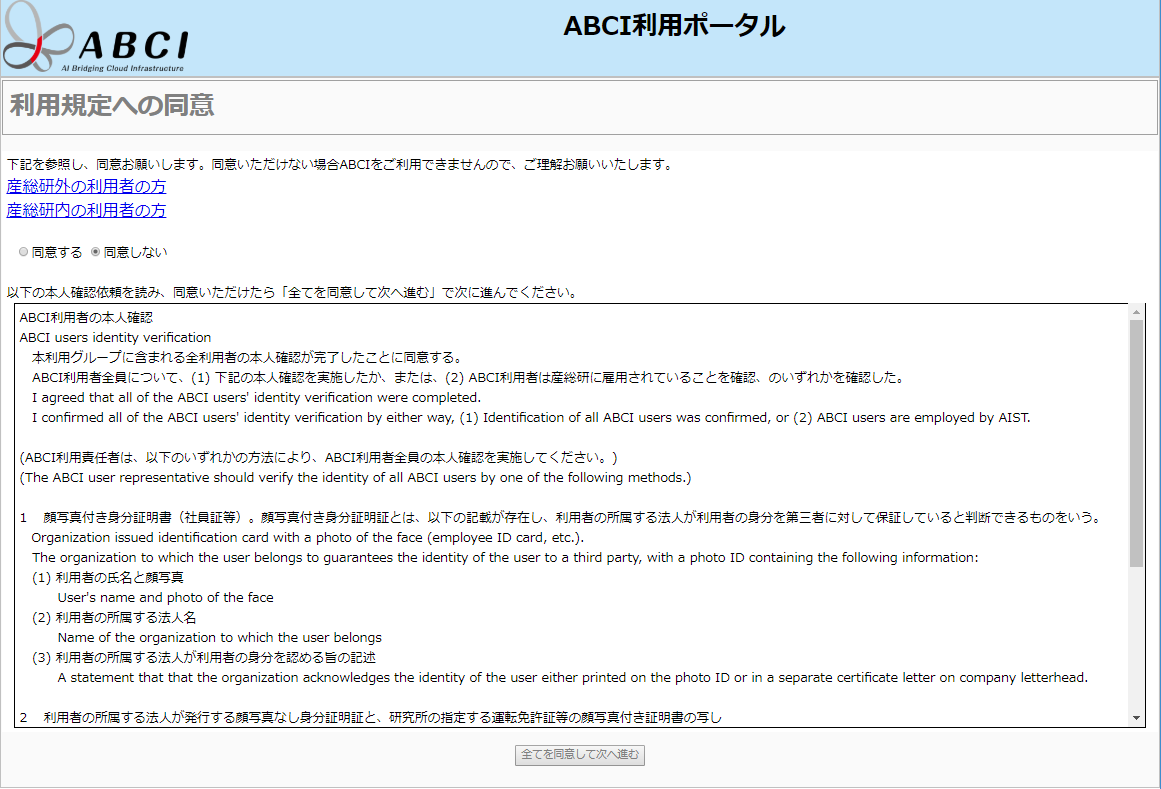 ABCI
AI Bridging Cloud Infrastructure
ABCI利用ポータル
利用規定への同意
下記を参照し、同意お願いします。同意いただけない場合ABCIをご利用できませんので、ご理解お願いいたします。
産総研外の利用者の方
産総研内の利用者の方
同意する 同意しない
以下の本人確認依頼を読み、同意いただけたら「全てを同意して次へ進む」で次に進んでください。
ABCI利用者の本人確認
ABCI users identity verification
本利用グループに含まれる全利用者の本人確認が完了したことに同意する。
ABCI利用者全員について、(1) 下記の本人確認を実施したか、または、(2) ABCI利用者は産総研に雇用されていることを確認、のいずれかを確認した。
I agreed that all of the ABCI users' identity verification were completed.
I confirmed all of the ABCI users' identity verification by either way, (1) Identification of all ABCI users was confirmed, or (2) ABCI users are employed by AIST.
(ABCI利用責任者は、以下のいずれかの方法により、ABCI利用者全員の本人確認を実施してください。)
(The ABCI user representative should verify the identity of all ABCI users by one of the following methods.)
1 顔写真付き身分証明書（社員証等）。顔写真付き身分証明証とは、以下の記載が存在し、利用者の所属する法人が利用者の身分を第三者に対して保証していると判断できるものをいう。
Organization issued identification card with a photo of the face (employee ID card, etc.).
The organization to which the user belongs to guarantees the identity of the user to a third party, with a photo ID containing the following information:
(1) 利用者の氏名と顔写真
User's name and photo of the face
(2) 利用者の所属する法人名
Name of the organization to which the user belongs
(3) 利用者の所属する法人が利用者の身分を認める旨の記述
A statement that that the organization acknowledges the identity of the user either printed on the photo ID or in a separate certificate letter on company letterhead.
2 利用者の所属する法人が発行する顔写真なし身分証明証と、研究所の指定する運転免許証等の顔写真付き証明書の写し
全てを同意して次へ進む